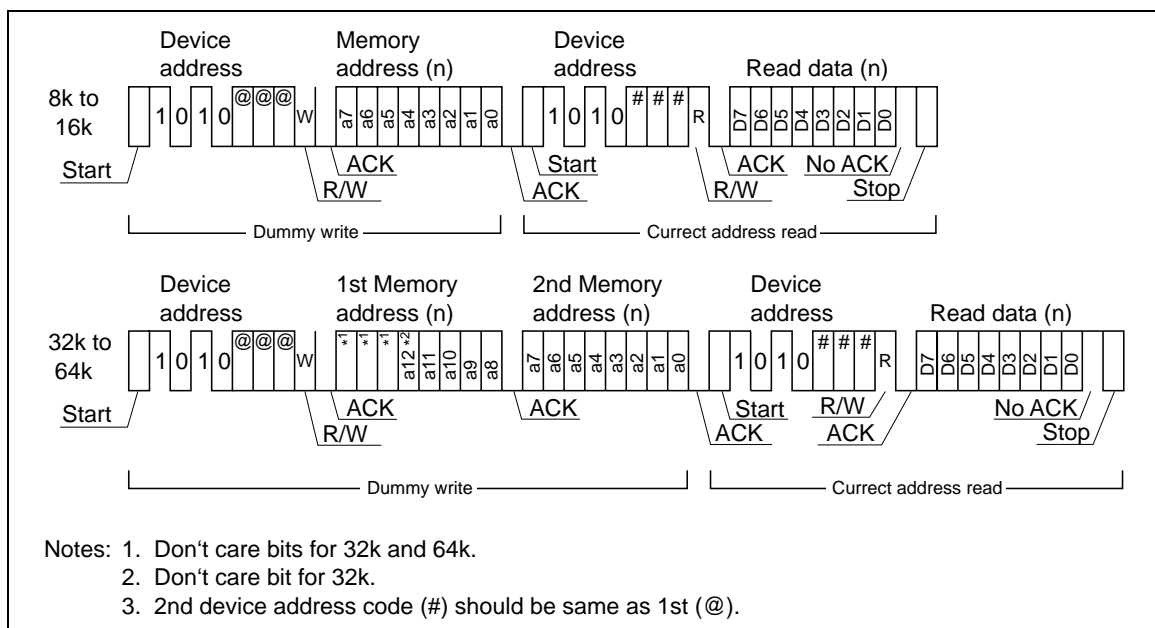 Device Memory Device
address address (n) address Read data (n)
8k to
16k
1 0 1 0 @ @ @ W a7 a6 a5 a4 a3 a2 a1 a0 1 0 1 0 # # # R D7 D6 D5 D4 D3 D2 D1 D0
Start ACK Start ACK No ACK
R/W ACK R/W Stop
Dummy write Currect address read
Device 1st Memory 2nd Memory Device
address address (n) address (n) address Read data (n)
32k to
64k
1 0 1 0 @ @ @ W *1 *1 *1 a12 *2 a11 a10 a9 a8 a7 a6 a5 a4 a3 a2 a1 a0 1 0 1 0 # # # R D7 D6 D5 D4 D3 D2 D1 D0
Start ACK ACK Start R/W No ACK
R/W ACK ACK Stop
Dummy write Currect address read
Notes: 1. Don't care bits for 32k and 64k.
2. Don't care bit for 32k.
3. 2nd device address code (#) should be same as 1st (@).